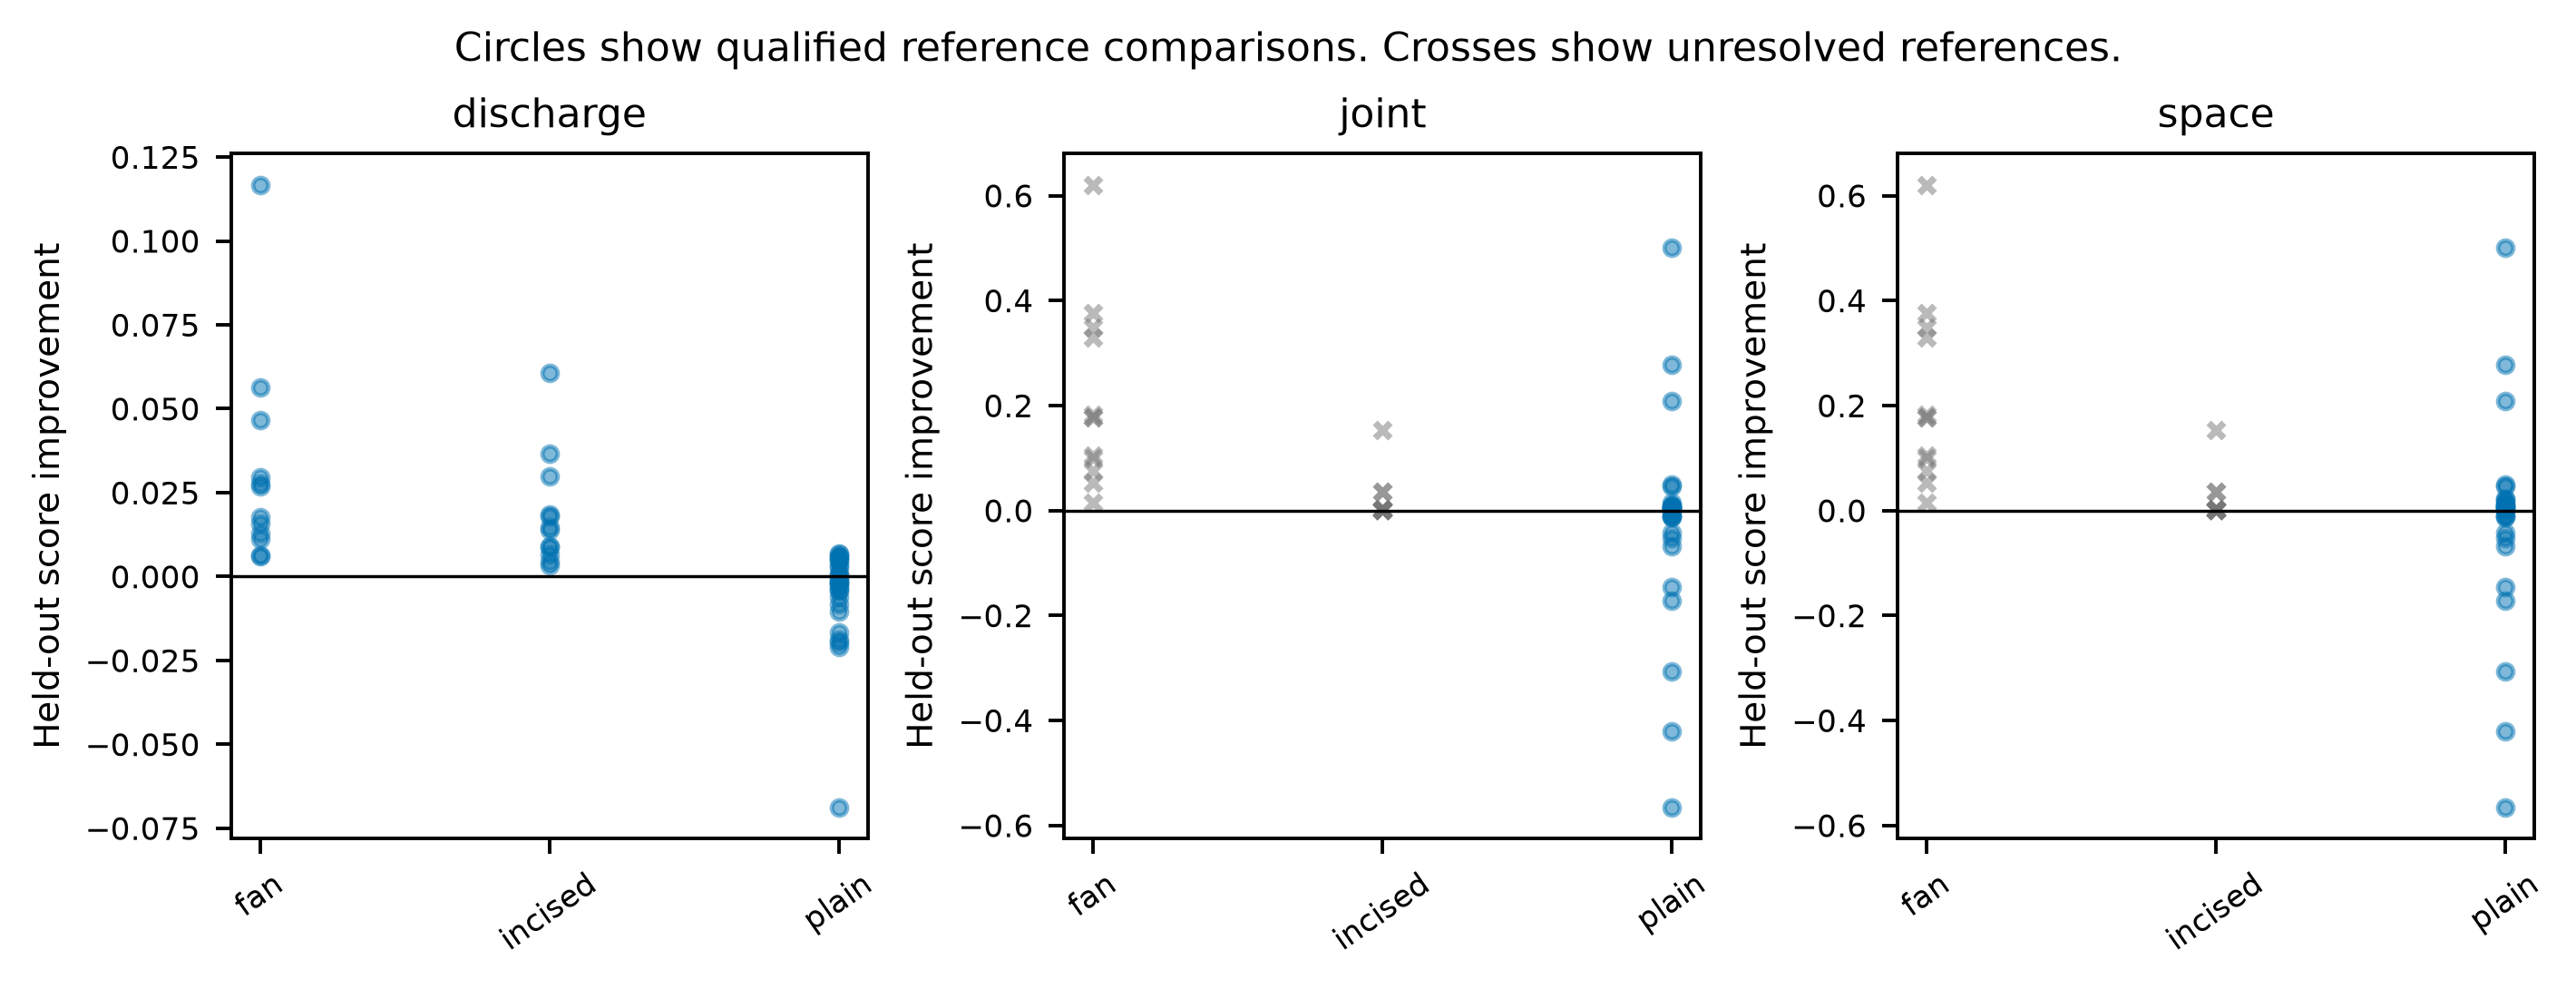 Circles show qualified reference comparisons. Crosses show unresolved references.
discharge
Held-out score improvement
0.125
0.100
0.075
0.050
0.025
0.000
−0.025
−0.050
−0.075
fan
incised
plain
joint
Held-out score improvement
0.6
0.4
0.2
0.0
−0.2
−0.4
−0.6
fan
incised
plain
space
Held-out score improvement
0.6
0.4
0.2
0.0
−0.2
−0.4
−0.6
fan
incised
plain